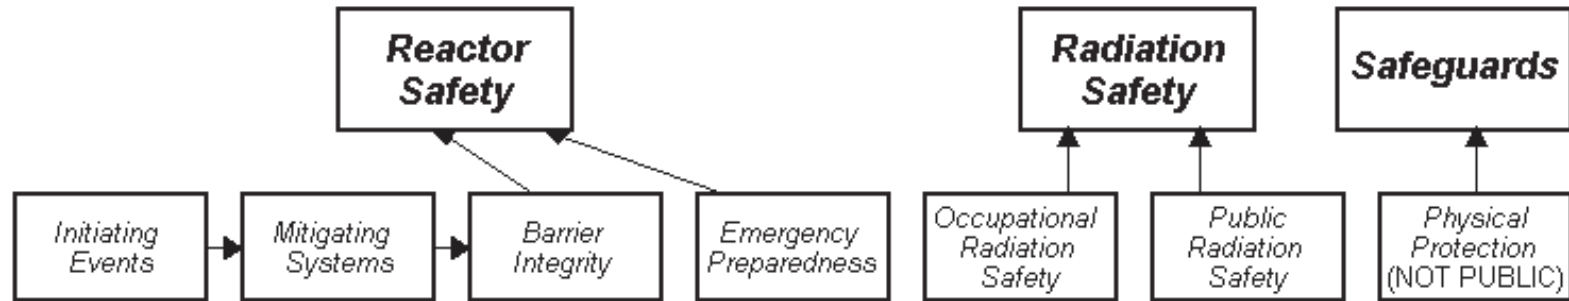 Reactor
Safety
Radiation
Safety
Safeguards
Initiating
Events
Mitigating
Systems
Barrier
Integrity
Emergency
Preparedness
Occupational
Radiation
Safety
Public
Radiation
Safety
Physical
Protection
(NOT PUBLIC)